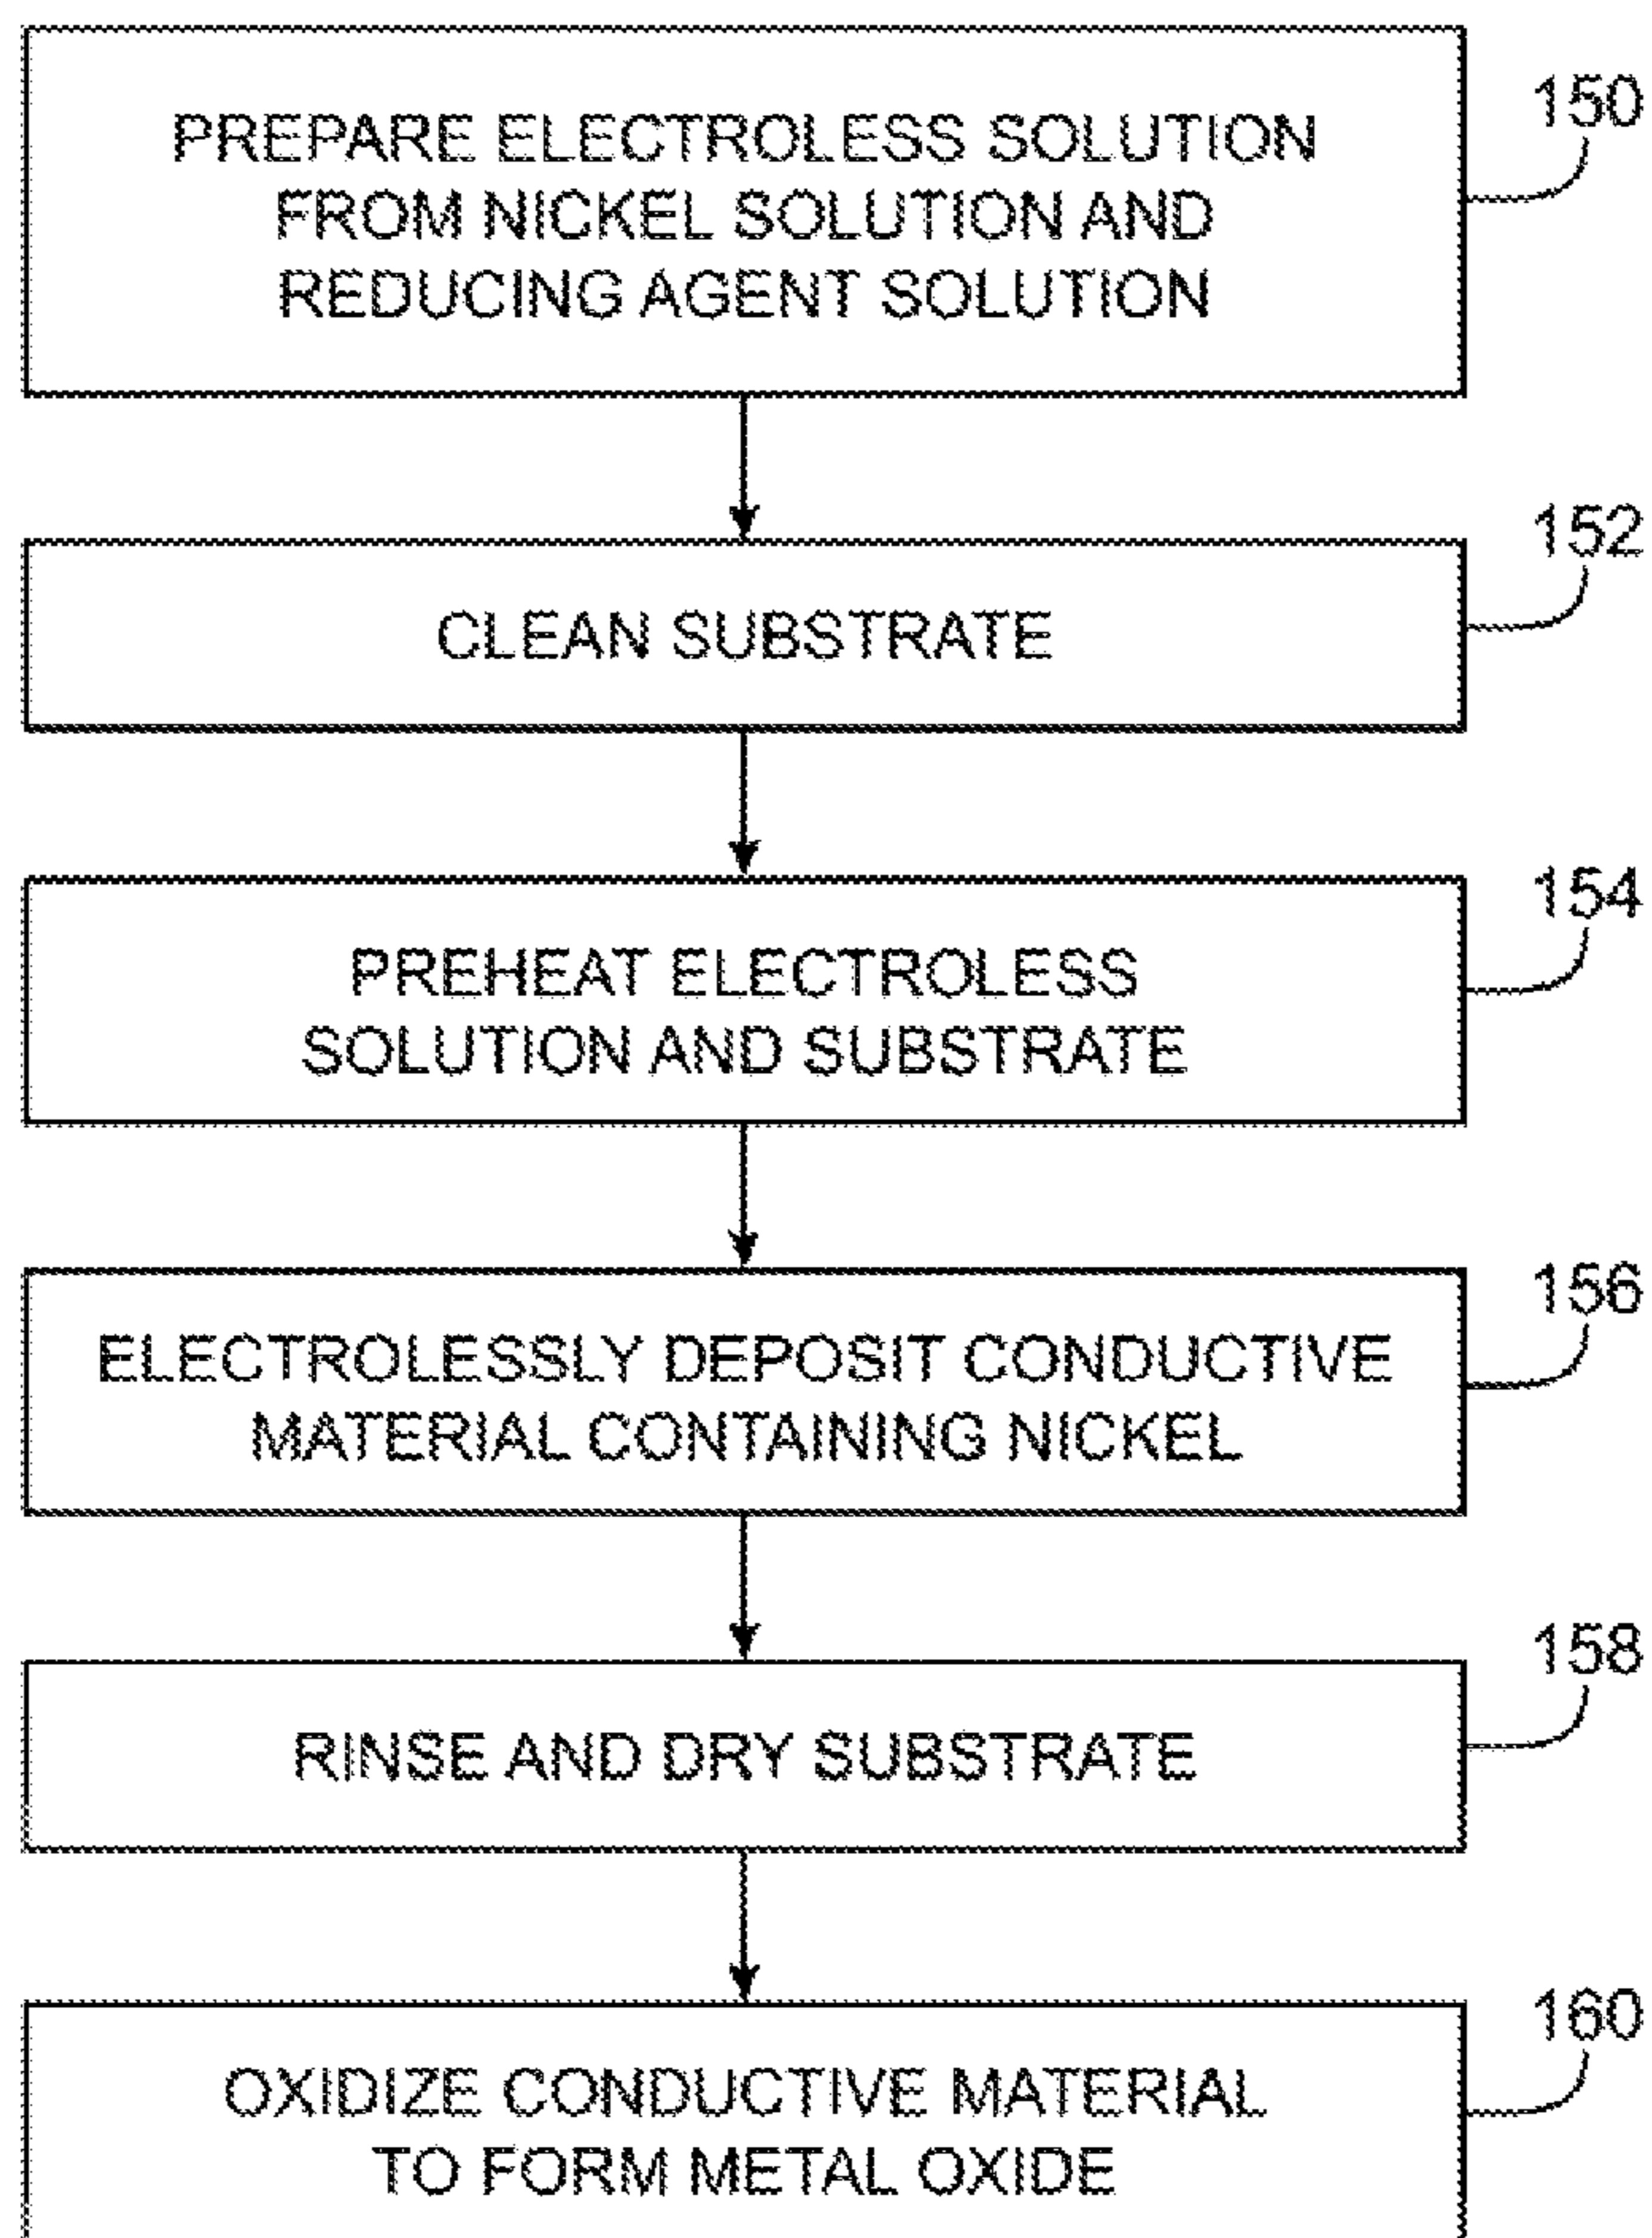 PREPARE ELECTROLESS SOLUTION
FROM NICKEL SOLUTION AND
REDUCING AGENT SOLUTION
150
CLEAN SUBSTRATE
152
PREHEAT ELECTROLESS
SOLUTION AND SUBSTRATE
154
ELECTROLESSLY DEPOSIT CONDUCTIVE
MATERIAL CONTAINING NICKEL
156
RINSE AND DRY SUBSTRATE
158
OXIDIZE CONDUCTIVE MATERIAL
TO FORM METAL OXIDE
160